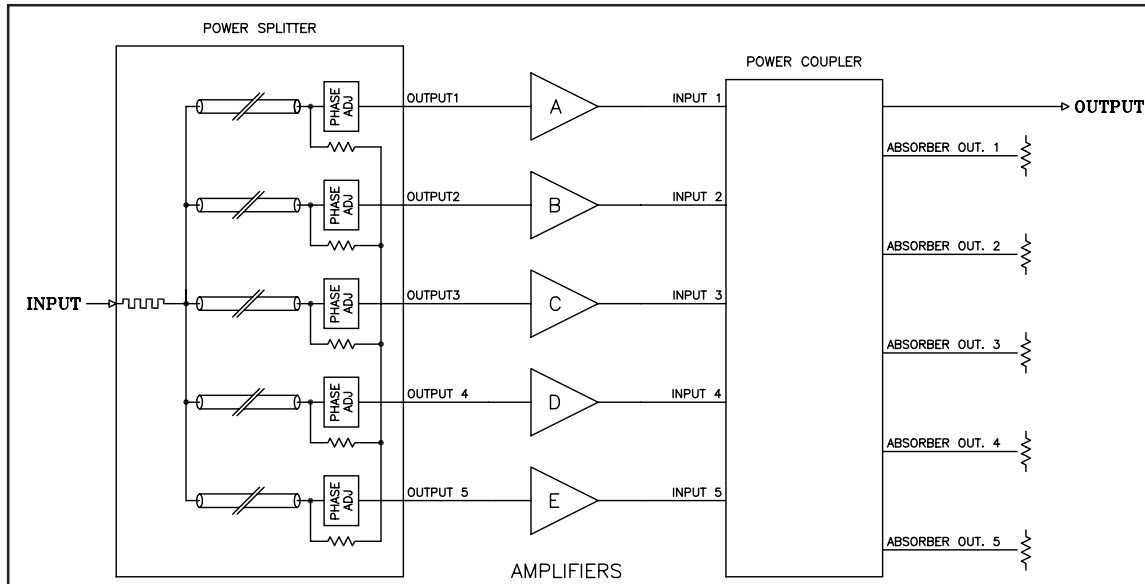 POWER SPLITTER
POWER COUPLER
PHASE ADJ
OUTPUT1
A
INPUT 1
OUTPUT
ABSORBER OUT. 1
PHASE ADJ
OUTPUT2
B
INPUT 2
ABSORBER OUT. 2
INPUT
PHASE ADJ
OUTPUT3
C
INPUT 3
ABSORBER OUT. 3
PHASE ADJ
OUTPUT 4
D
INPUT 4
ABSORBER OUT. 4
PHASE ADJ
OUTPUT 5
E
INPUT 5
ABSORBER OUT. 5
AMPLIFIERS